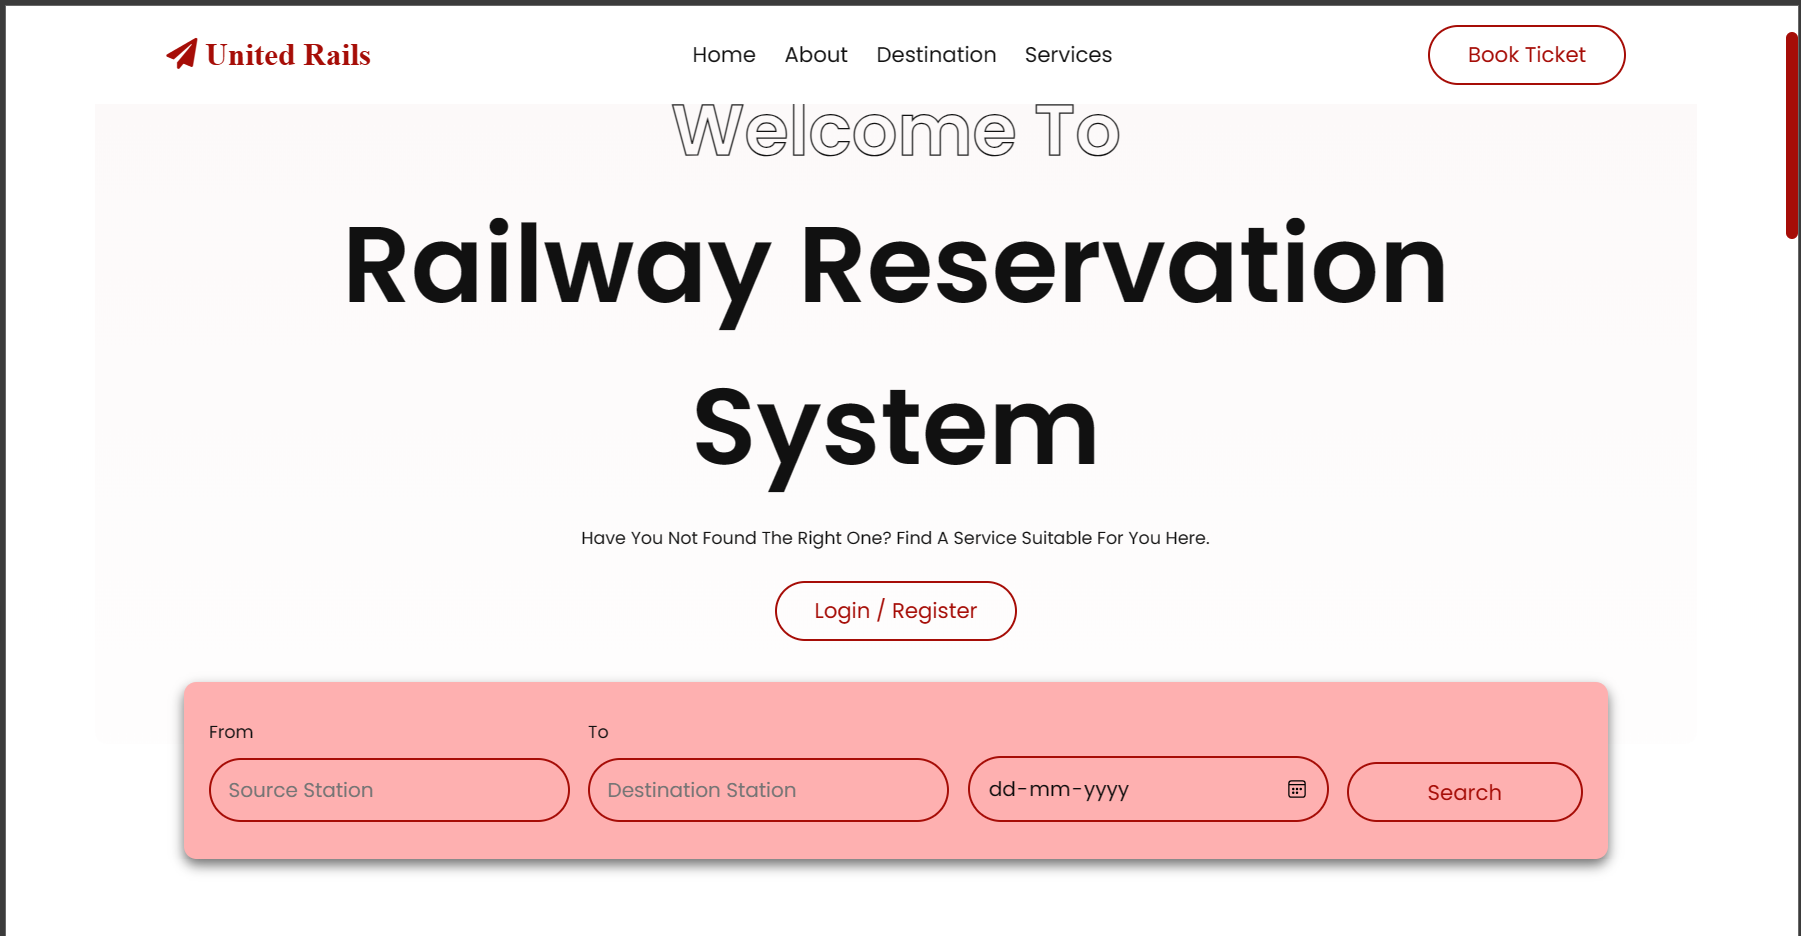 United Rails
Home About Destination Services
Book Ticket
Welcome To
Railway Reservation
System
Have You Not Found The Right One? Find A Service Suitable For You Here.
Login / Register
From
To
Source Station
Destination Station
dd-mm-yyyy
Search